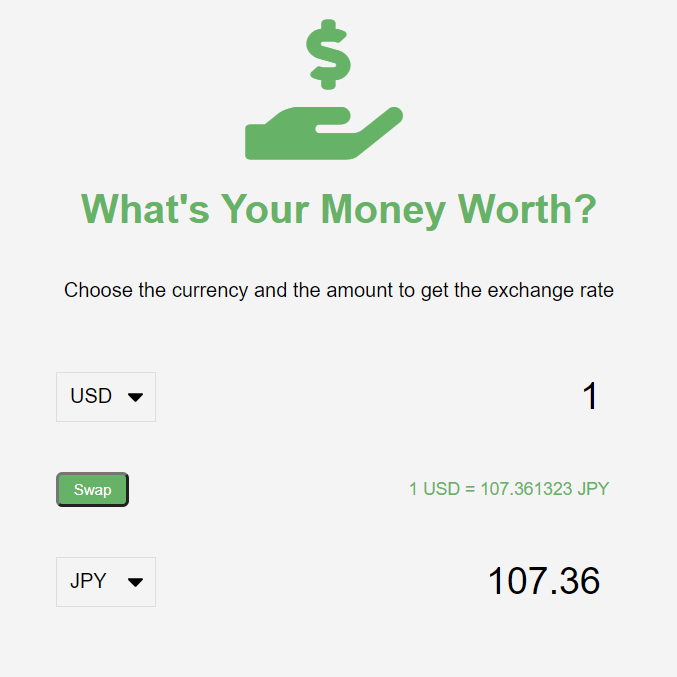 $
What's Your Money Worth?
Choose the currency and the amount to get the exchange rate
USD 1
Swap 1 USD = 107.361323 JPY
JPY 107.36